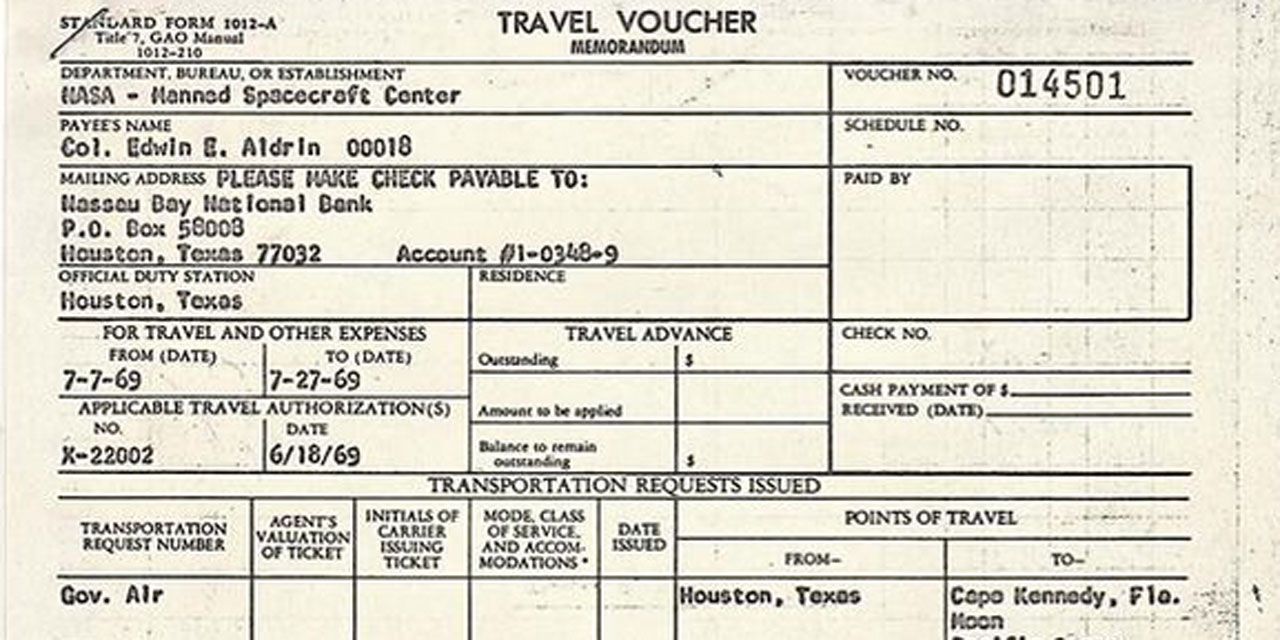 STANDARD FORM 1012-A
Title 7, GAO Manual
1012-210
TRAVEL VOUCHER
MEMORANDUM
DEPARTMENT, BUREAU, OR ESTABLISHMENT
NASA - Manned Spacecraft Center
VOUCHER NO. 014501
PAYEE'S NAME
Col. Edwin E. Aldrin 00018
SCHEDULE NO.
MAILING ADDRESS PLEASE MAKE CHECK PAYABLE TO:
Nassau Bay National Bank
P.O. Box 58008
Houston, Texas 77032 Account #1-0348-9
PAID BY
OFFICIAL DUTY STATION
Houston, Texas
RESIDENCE
FOR TRAVEL AND OTHER EXPENSES
FROM (DATE) TO (DATE)
7-7-69 7-27-69
APPLICABLE TRAVEL AUTHORIZATION(S)
NO. DATE
X-22002 6/18/69
TRAVEL ADVANCE
Outstanding $
Amount to be applied
Balance to remain
outstanding $
CHECK NO.
CASH PAYMENT OF $
RECEIVED (DATE)
TRANSPORTATION REQUESTS ISSUED
TRANSPORTATION
REQUEST NUMBER
AGENT'S
VALUATION
OF TICKET
INITIALS OF
CARRIER
ISSUING
TICKET
MODE, CLASS
OF SERVICE,
AND ACCOM-
MODATIONS *
DATE
ISSUED
POINTS OF TRAVEL
FROM- TO-
Gov. Air Houston, Texas Cape Kennedy, Fla.
Moon